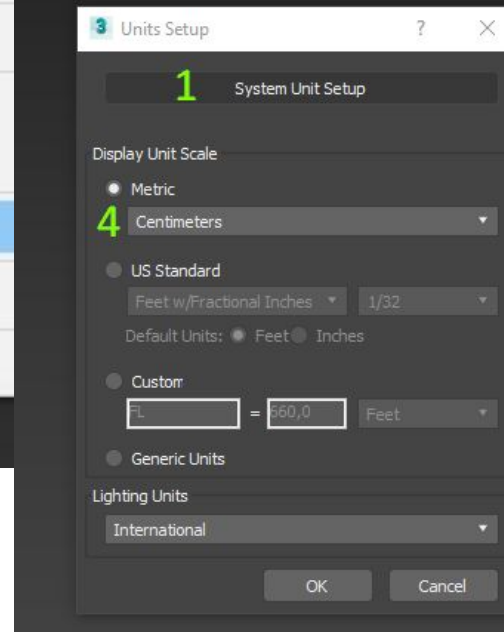 3 Units Setup ? ×
1 System Unit Setup
Display Unit Scale
Metric
4 Centimeters
US Standard
Feet w/Fractional Inches 1/32
Default Units: Feet Inches
Custom
FL = 660,0 Feet
Generic Units
Lighting Units
International
OK Cancel